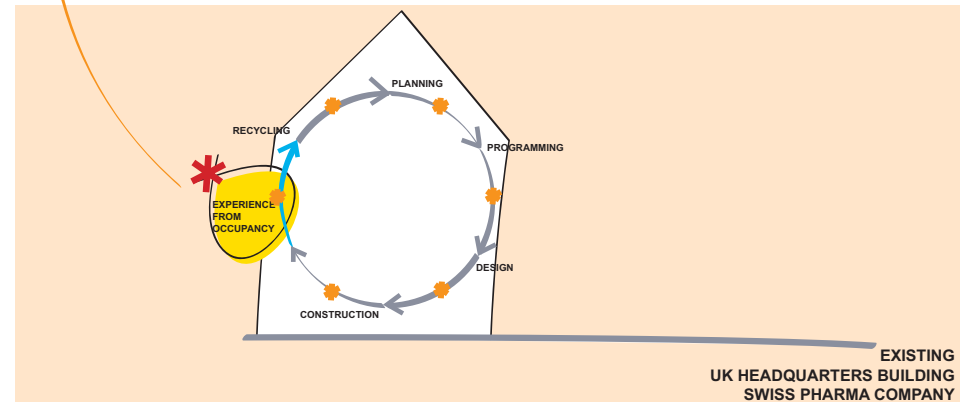 PLANNING
RECYCLING
PROGRAMMING
EXPERIENCE
FROM
OCCUPANCY
DESIGN
CONSTRUCTION
EXISTING
UK HEADQUARTERS BUILDING
SWISS PHARMA COMPANY